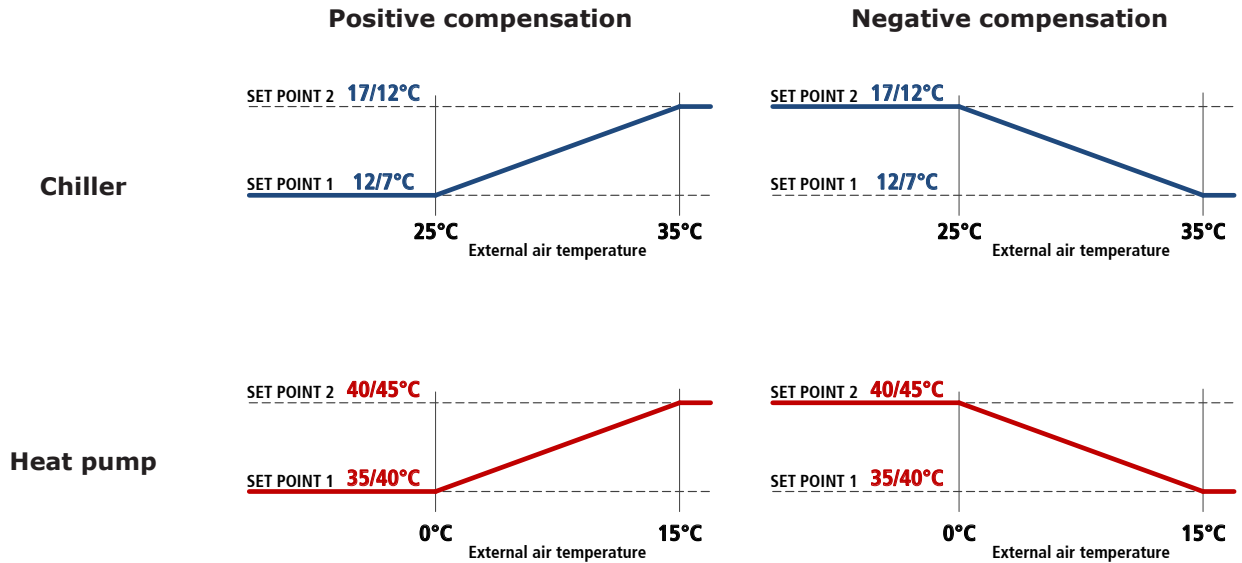 Positive compensation
Negative compensation
Chiller
SET POINT 2 17/12°C
SET POINT 1 12/7°C
25°C 35°C
External air temperature
SET POINT 2 17/12°C
SET POINT 1 12/7°C
25°C 35°C
External air temperature
Heat pump
SET POINT 2 40/45°C
SET POINT 1 35/40°C
0°C 15°C
External air temperature
SET POINT 2 40/45°C
SET POINT 1 35/40°C
0°C 15°C
External air temperature